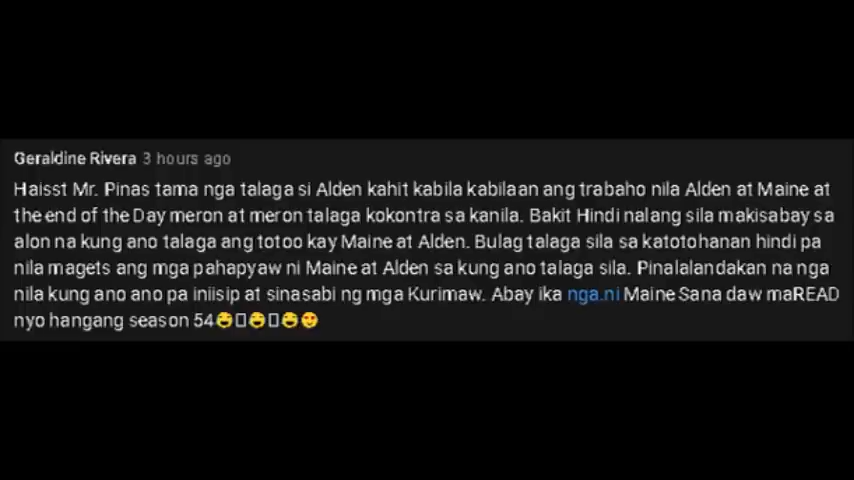 Geraldine Rivera 3 hours ago
Haisst Mr. Pinas tama nga talaga si Alden kahit kabila kabilaan ang trabaho nila Alden at Maine at
the end of the Day meron at meron talaga kokontra sa kanila. Bakit Hindi nalang sila makisabay sa
alon na kung ano talaga ang totoo kay Maine at Alden. Bulag talaga sila sa katotohanan hindi pa
nila magets ang mga pahapyaw ni Maine at Alden sa kung ano talaga sila. Pinalalandakan na nga
nila kung ano ano pa iniisip at sinasabi ng mga Kurimaw. Abay ika nga.ni Maine Sana daw maREAD
nyo hangang season 54😂▯😂▯😂😍